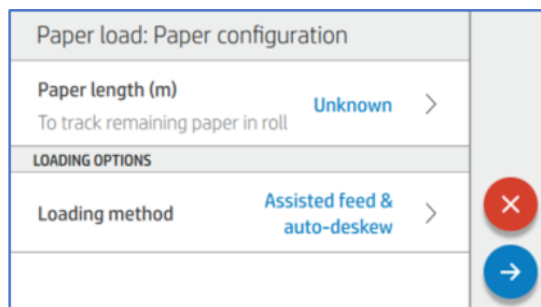 Paper load: Paper configuration
Paper length (m)
Unknown
To track remaining paper in roll
LOADING OPTIONS
Loading method
Assisted feed &
auto-deskew